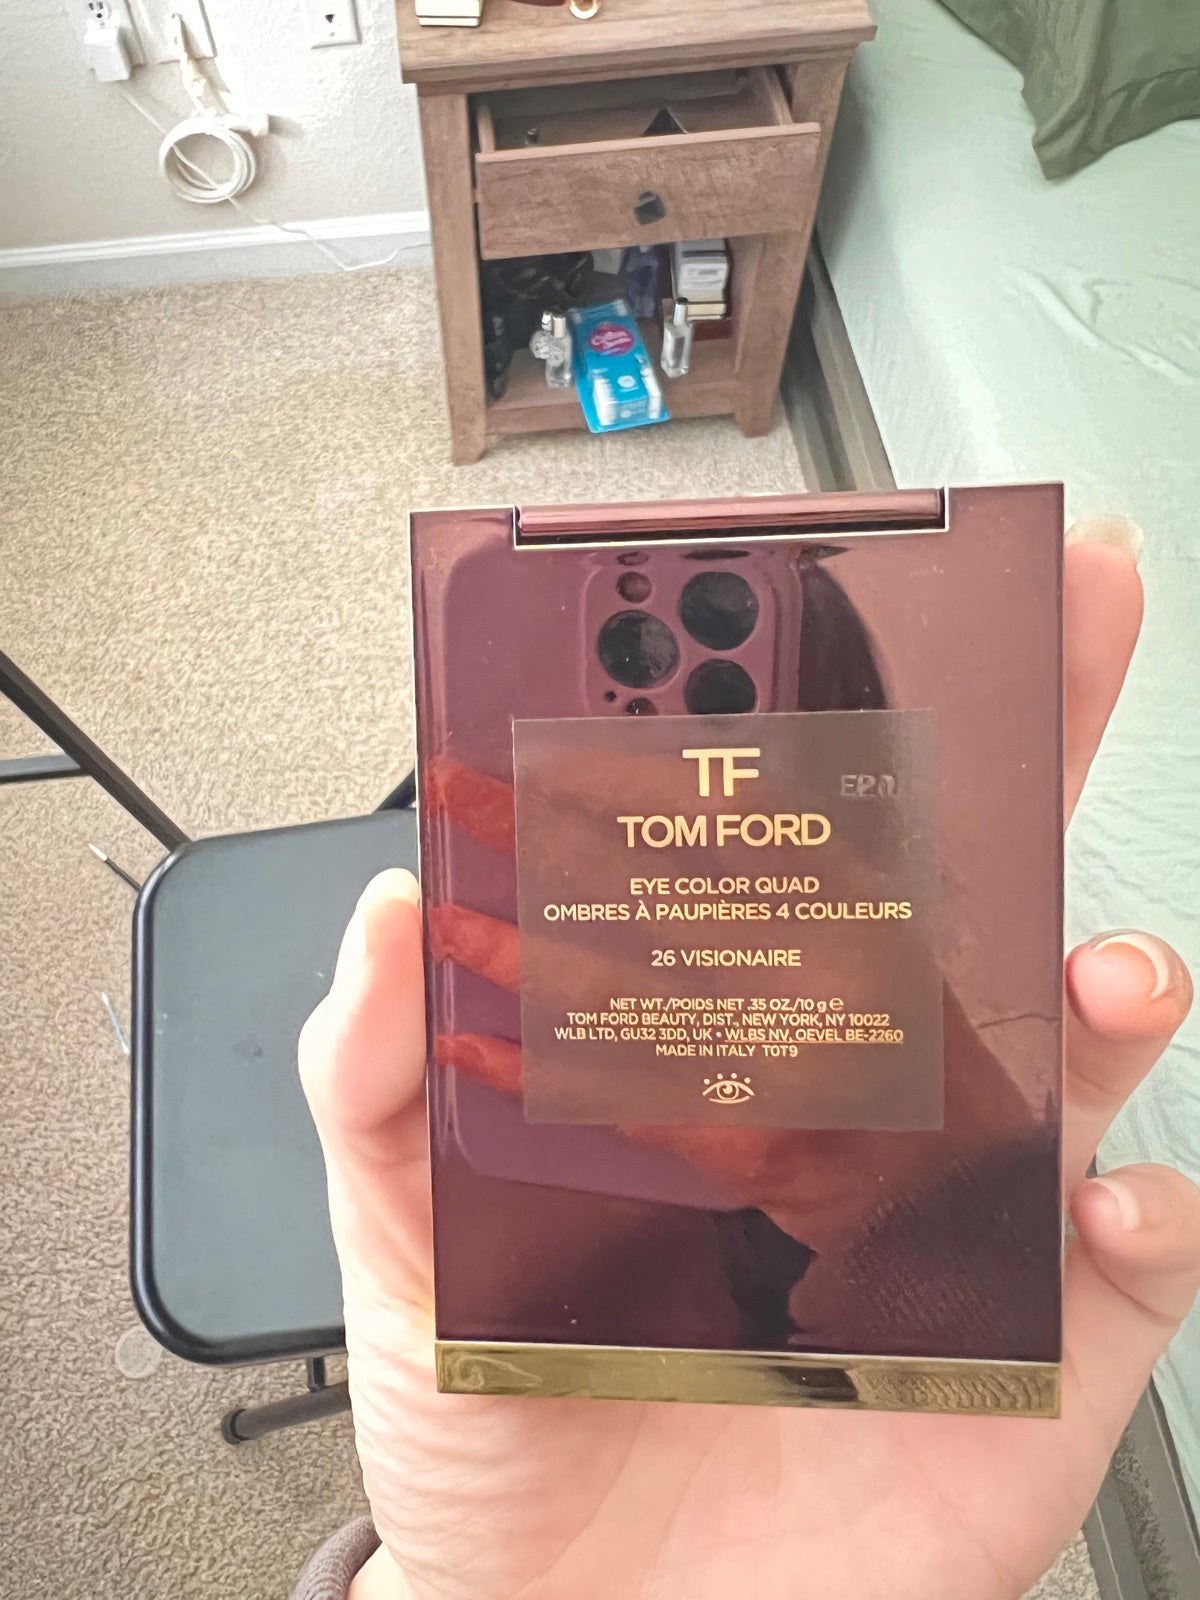 TF
TOM FORD
EYE COLOR QUAD
OMBRES À PAUPIÈRES 4 COULEURS
26 VISIONAIRE
NET WT./POIDS NET .35 OZ./10 g ℮
TOM FORD BEAUTY, DIST., NEW YORK, NY 10022
WLB LTD, GU32 3DD, UK • WLBS NV, OEVEL BE-2260
MADE IN ITALY T0T9